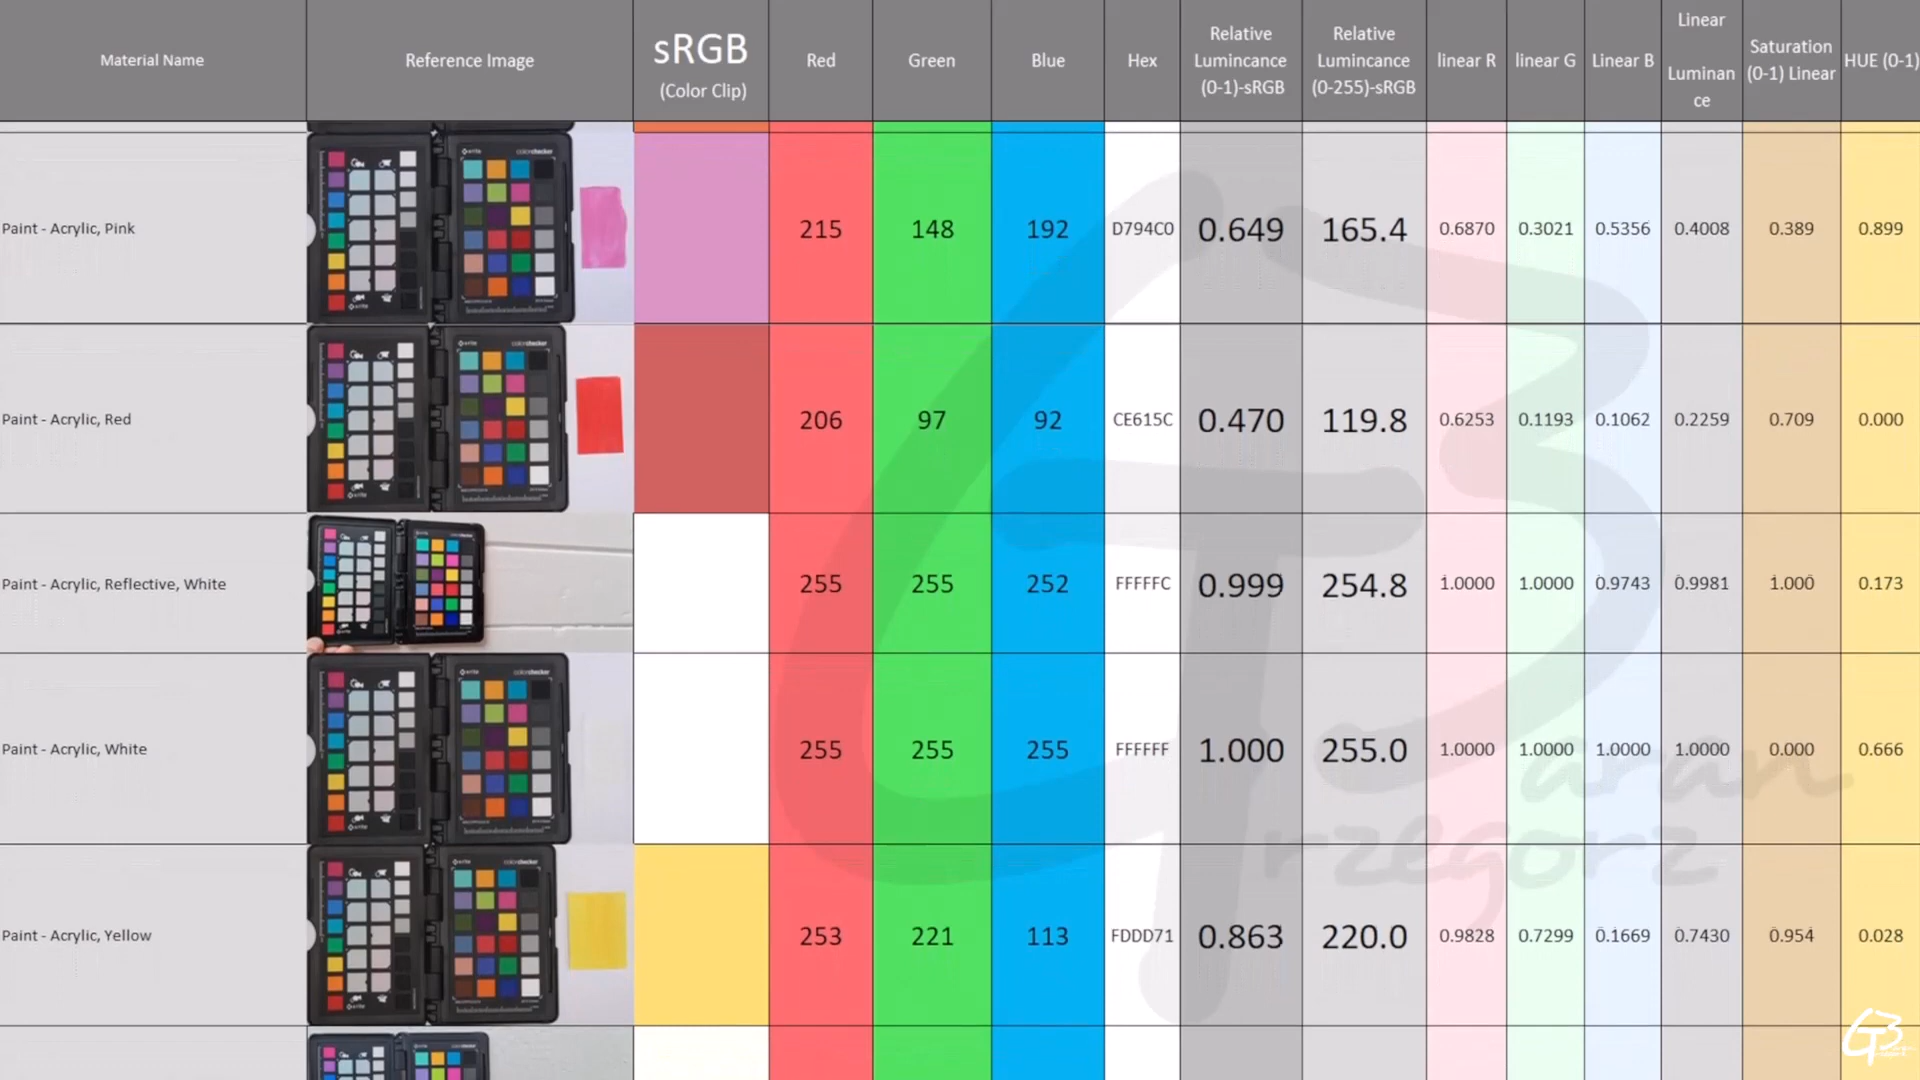 Material Name
Reference Image
sRGB
(Color Clip)
Red
Green
Blue
Hex
Relative
Lumincance
(0-1)-sRGB
Relative
Lumincance
(0-255)-sRGB
linear R
linear G
Linear B
Linear
Luminan
ce
Saturation
(0-1) Linear
HUE (0-1)
Paint - Acrylic, Pink
215
148
192
D794C0
0.649
165.4
0.6870
0.3021
0.5356
0.4008
0.389
0.899
Paint - Acrylic, Red
206
97
92
CE615C
0.470
119.8
0.6253
0.1193
0.1062
0.2259
0.709
0.000
Paint - Acrylic, Reflective, White
255
255
252
FFFFFC
0.999
254.8
1.0000
1.0000
0.9743
0.9981
1.000
0.173
Paint - Acrylic, White
255
255
255
FFFFFF
1.000
255.0
1.0000
1.0000
1.0000
1.0000
0.000
0.666
Paint - Acrylic, Yellow
253
221
113
FDDD71
0.863
220.0
0.9828
0.7299
0.1669
0.7430
0.954
0.028